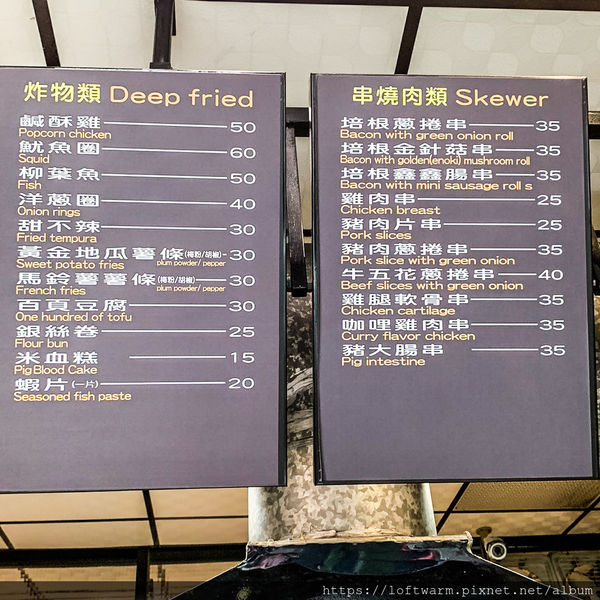 炸物類 Deep fried
鹹酥雞 50
Popcorn chicken
魷魚圈 60
Squid
柳葉魚 50
Fish
洋蔥圈 40
Onion rings
甜不辣 30
Fried tempura
黃金地瓜薯條(梅粉/胡椒) 30
Sweet potato fries plum powder/ pepper
馬鈴薯薯條(梅粉/胡椒) 30
French fries plum powder/ pepper
百頁豆腐 30
One hundred of tofu
銀絲卷 25
Flour bun
米血糕 15
Pig Blood Cake
蝦片(一片) 20
Seasoned fish paste
串燒肉類 Skewer
培根蔥捲串 35
Bacon with green onion roll
培根金針菇串 35
Bacon with golden(enoki) mushroom roll
培根鑫鑫腸串 35
Bacon with mini sausage roll s
雞肉串 25
Chicken breast
豬肉片串 25
Pork slices
豬肉蔥捲串 35
Pork slice with green onion
牛五花蔥捲串 40
Beef slices with green onion
雞腿軟骨串 35
Chicken cartilage
咖哩雞肉串 35
Curry flavor chicken
豬大腸串 35
Pig intestine
https://loftwarm.pixnet.net/album